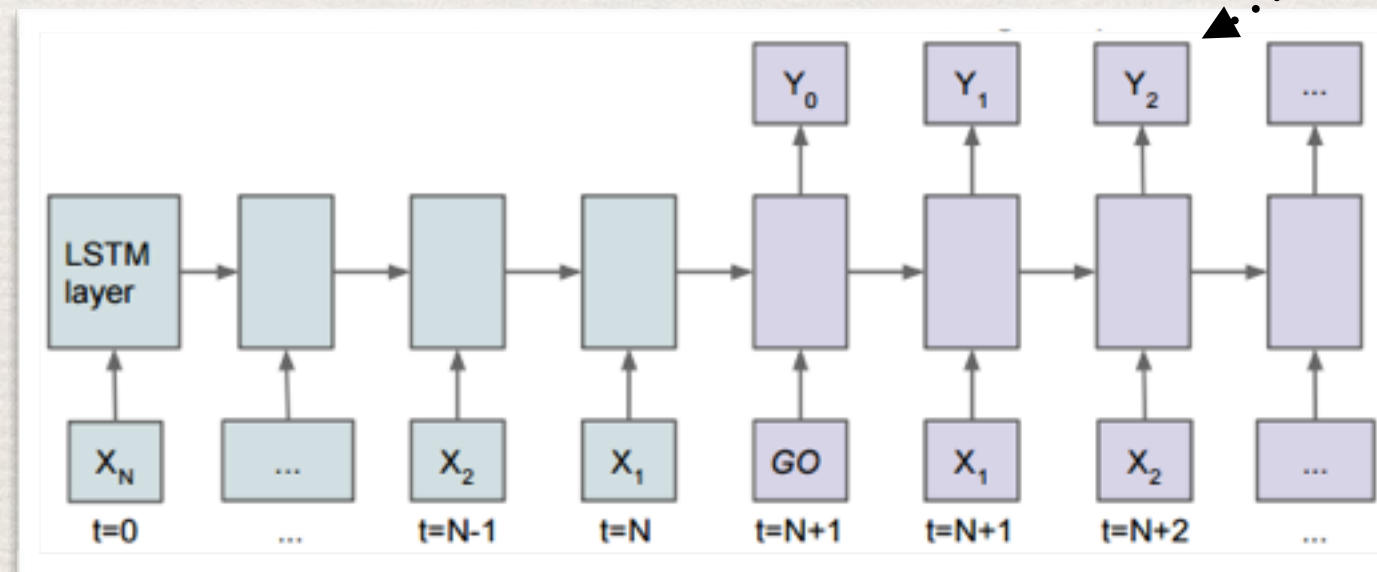 Y0 Y1 Y2 ...
LSTM
layer
XN ... X2 X1 GO X1 X2 ...
t=0 ... t=N-1 t=N t=N+1 t=N+1 t=N+2 ...